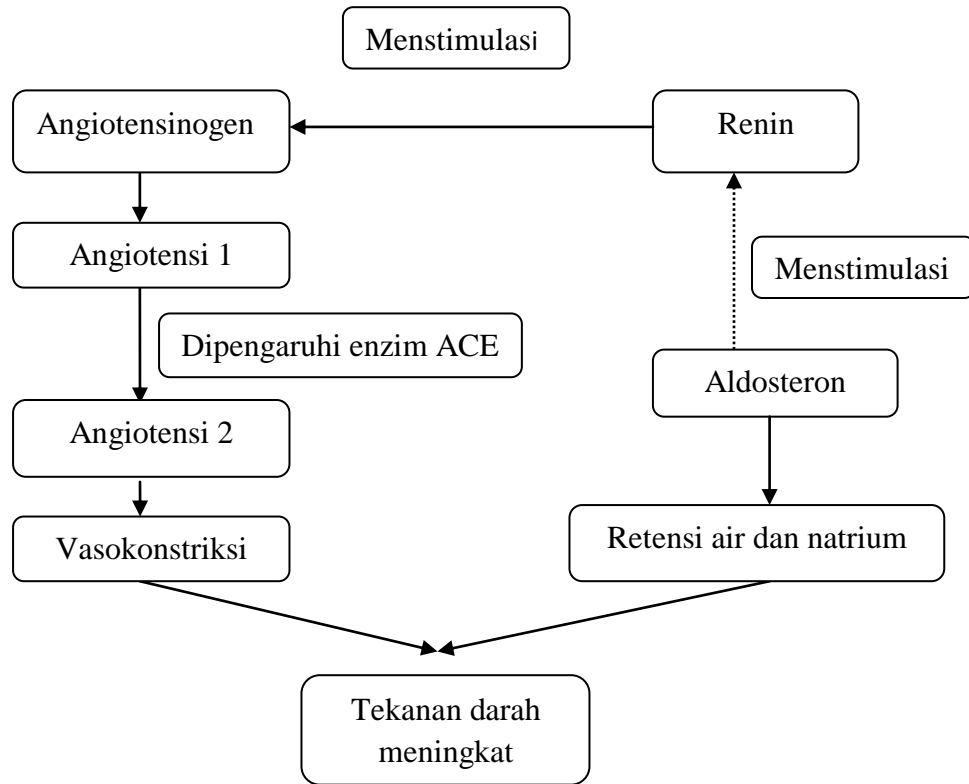 Menstimulasi
Angiotensinogen
Renin
Angiotensi 1
Menstimulasi
Dipengaruhi enzim ACE
Aldosteron
Angiotensi 2
Vasokonstriksi
Retensi air dan natrium
Tekanan darah
meningkat